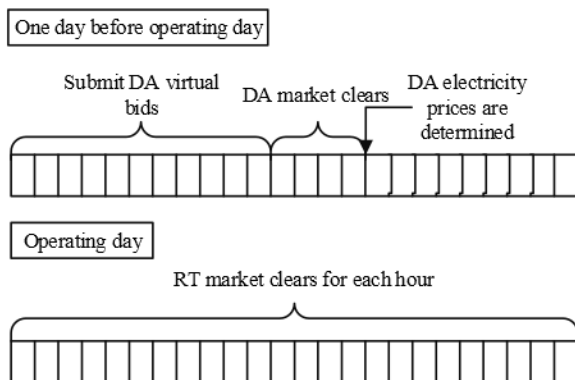 One day before operating day
Submit DA virtual
bids
DA market clears
DA electricity
prices are
determined
Operating day
RT market clears for each hour